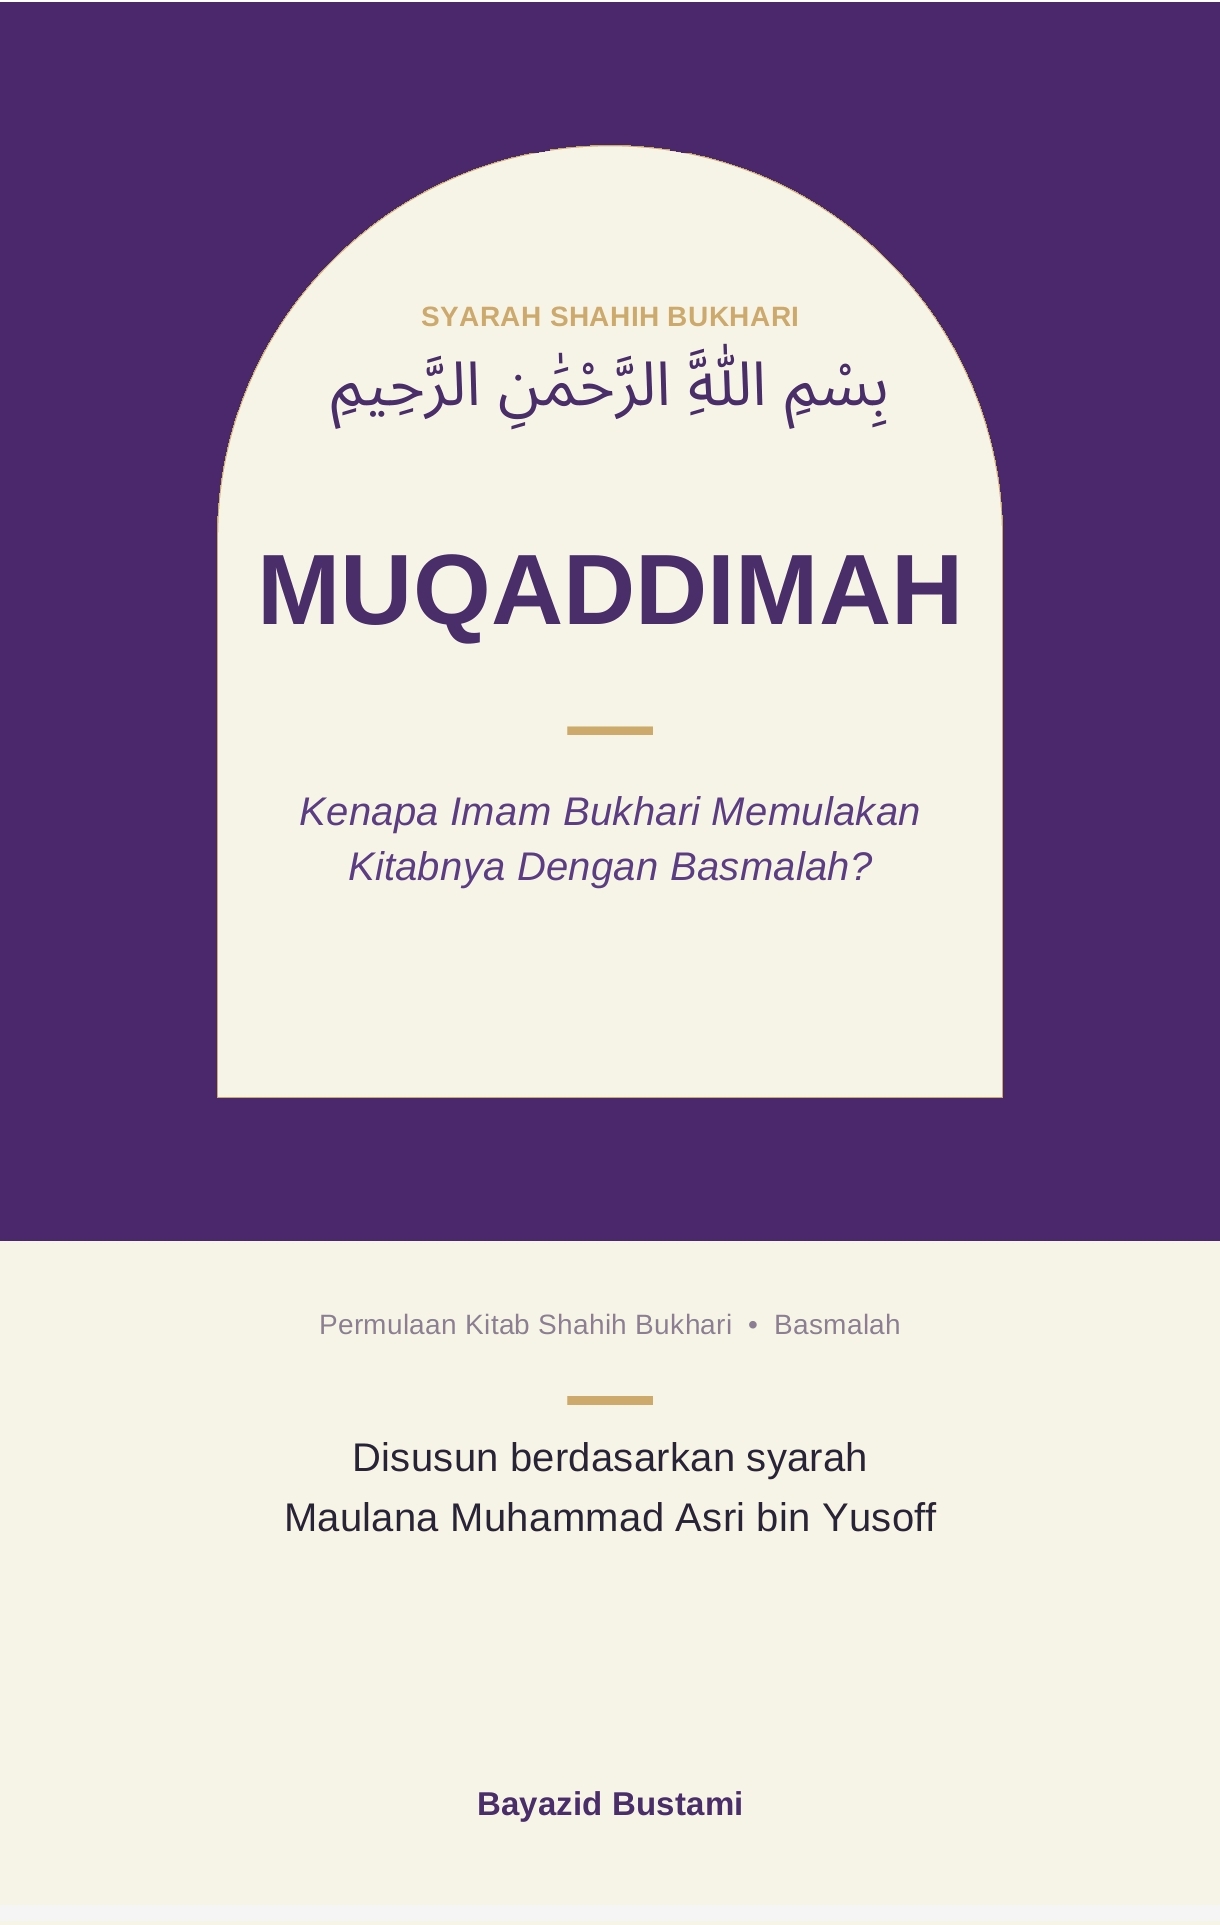 SYARAH SHAHIH BUKHARI
بِسْمِ اللّٰهَِّ الرَّحْمَٰنِ الرَّحِيمِ
MUQADDIMAH
Kenapa Imam Bukhari Memulakan
Kitabnya Dengan Basmalah?
Permulaan Kitab Shahih Bukhari • Basmalah
Disusun berdasarkan syarah
Maulana Muhammad Asri bin Yusoff
Bayazid Bustami